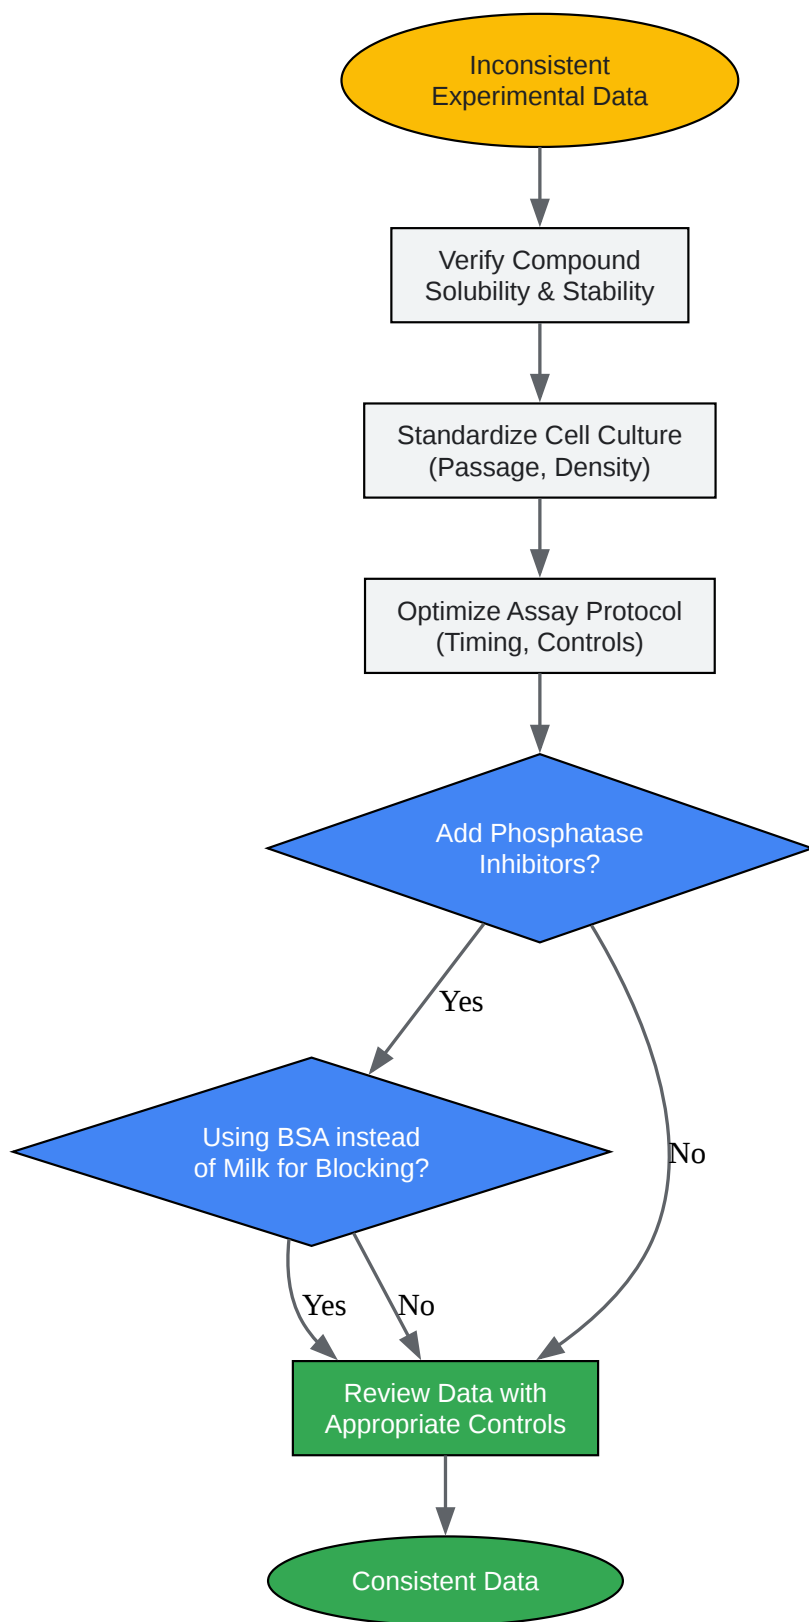 Inconsistent
Experimental Data
Verify Compound
Solubility & Stability
Standardize Cell Culture
(Passage, Density)
Optimize Assay Protocol
(Timing, Controls)
Add Phosphatase
Inhibitors?
Yes
Using BSA instead
of Milk for Blocking?
No
Yes
No
Review Data with
Appropriate Controls
Consistent Data